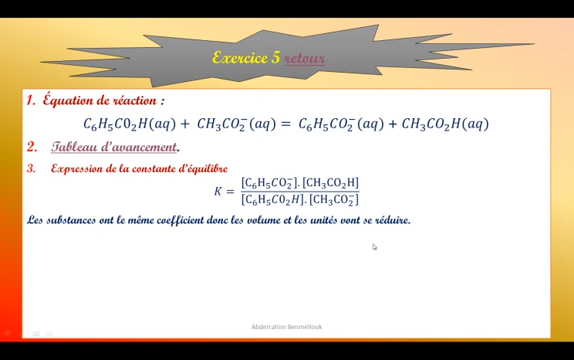 Exercice 5 retour
1. Équation de réaction :
C₆H₅CO₂H(aq) + CH₃CO₂⁻(aq) = C₆H₅CO₂⁻(aq) + CH₃CO₂H(aq)
2. Tableau d'avancement.
3. Expression de la constante d'équilibre
K = [C₆H₅CO₂⁻]. [CH₃CO₂H] / [C₆H₅CO₂H]. [CH₃CO₂⁻]
Les substances ont le même coefficient donc les volume et les unités vont se réduire.
Abderrahim Benmellouk